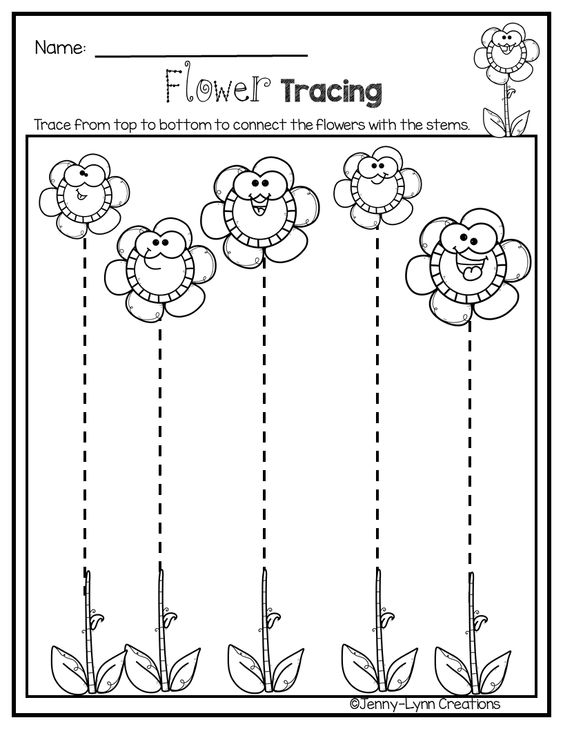 Name:
Flower Tracing
Trace from top to bottom to connect the flowers with the stems.
©Jenny-Lynn Creations